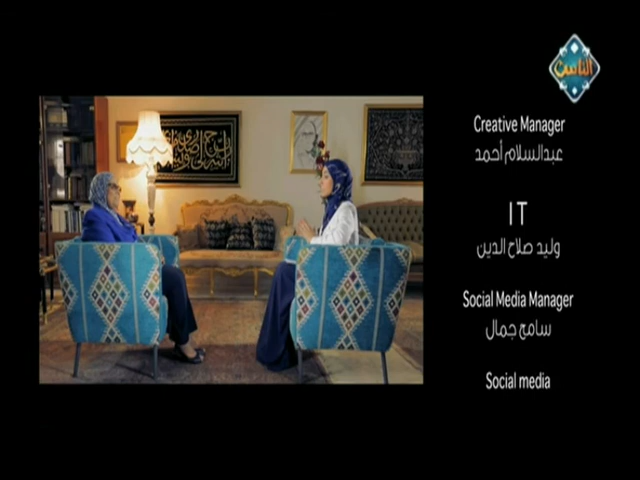 الناس
Creative Manager
عبدالسلام أحمد
IT
وليد صلاح الدين
Social Media Manager
سامح جمال
Social media